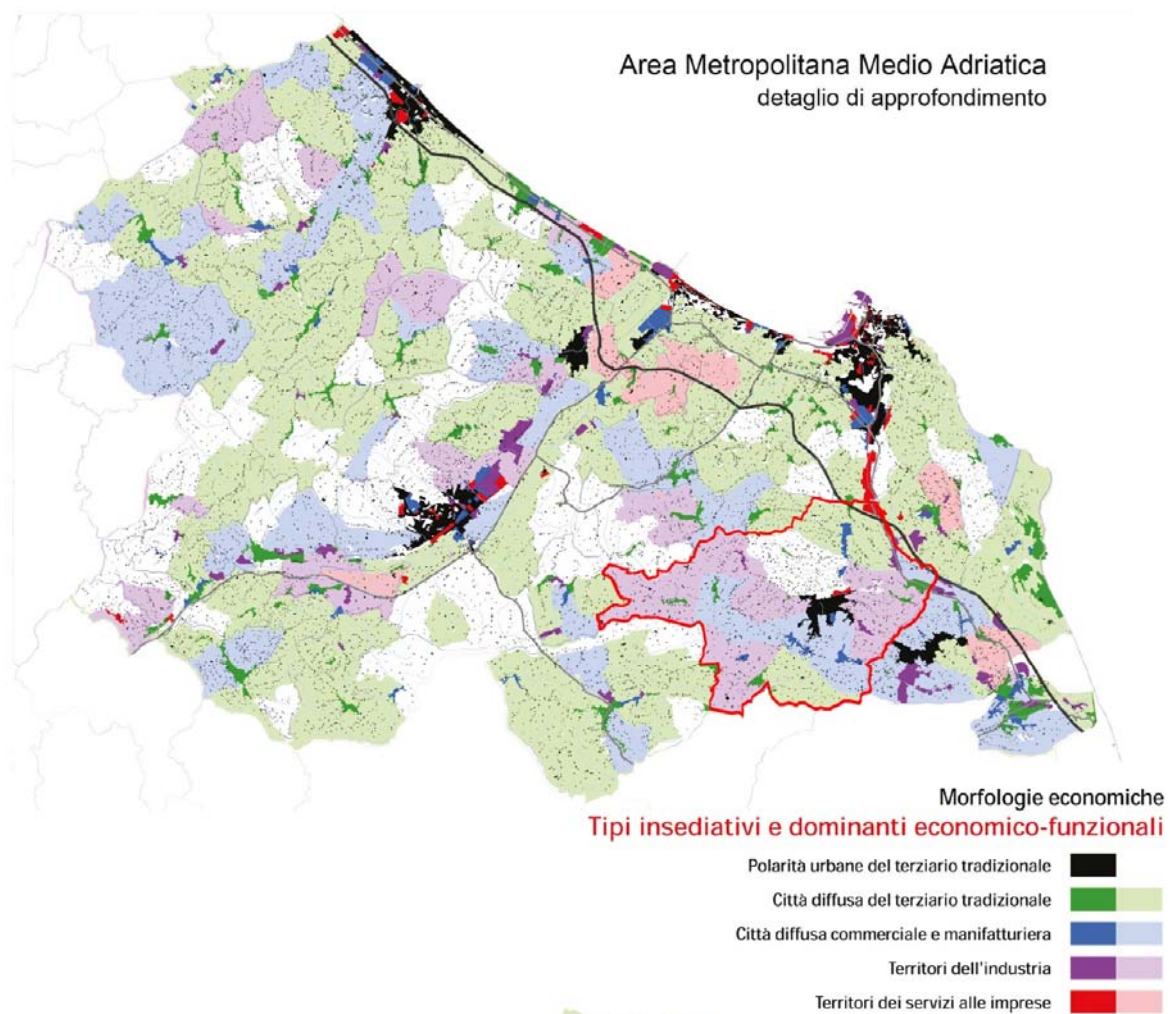 Area Metropolitana Medio Adriatica
detaglio di approfondimento
Morfologie economiche
Tipi insediativi e dominanti economico-funzionali
Polarità urbane del terziario tradizionale
Città diffusa del terziario tradizionale
Città diffusa commerciale e manifatturiera
Territori dell'industria
Territori dei servizi alle imprese